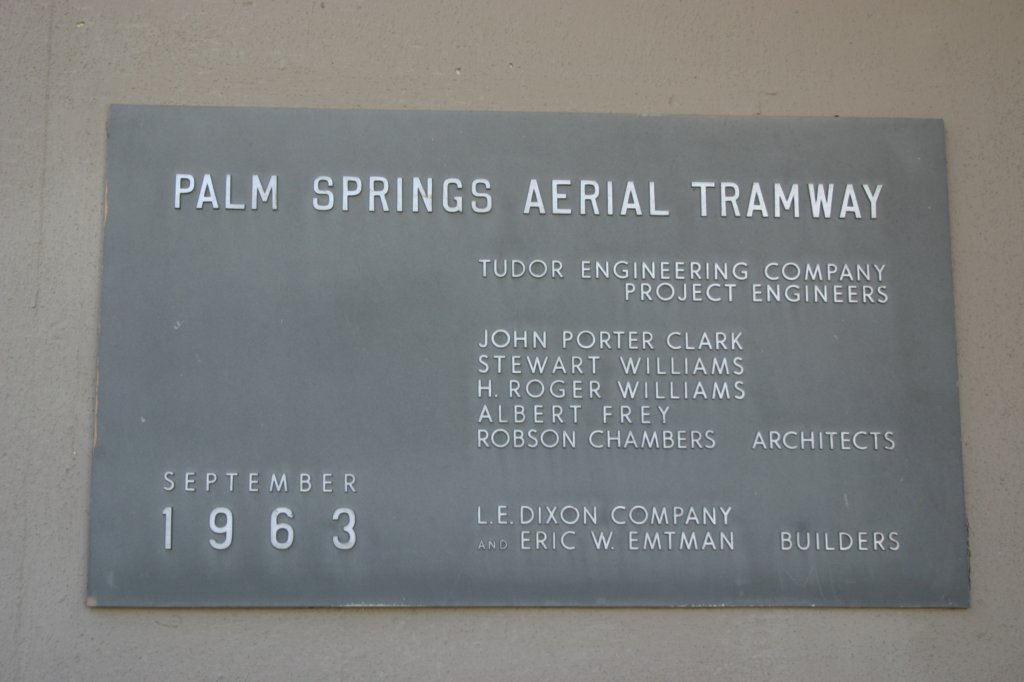 PALM SPRINGS AERIAL TRAMWAY
TUDOR ENGINEERING COMPANY
PROJECT ENGINEERS
JOHN PORTER CLARK
STEWART WILLIAMS
H. ROGER WILLIAMS
ALBERT FREY
ROBSON CHAMBERS ARCHITECTS
SEPTEMBER
1963
L.E. DIXON COMPANY
AND ERIC W. EMTMAN BUILDERS